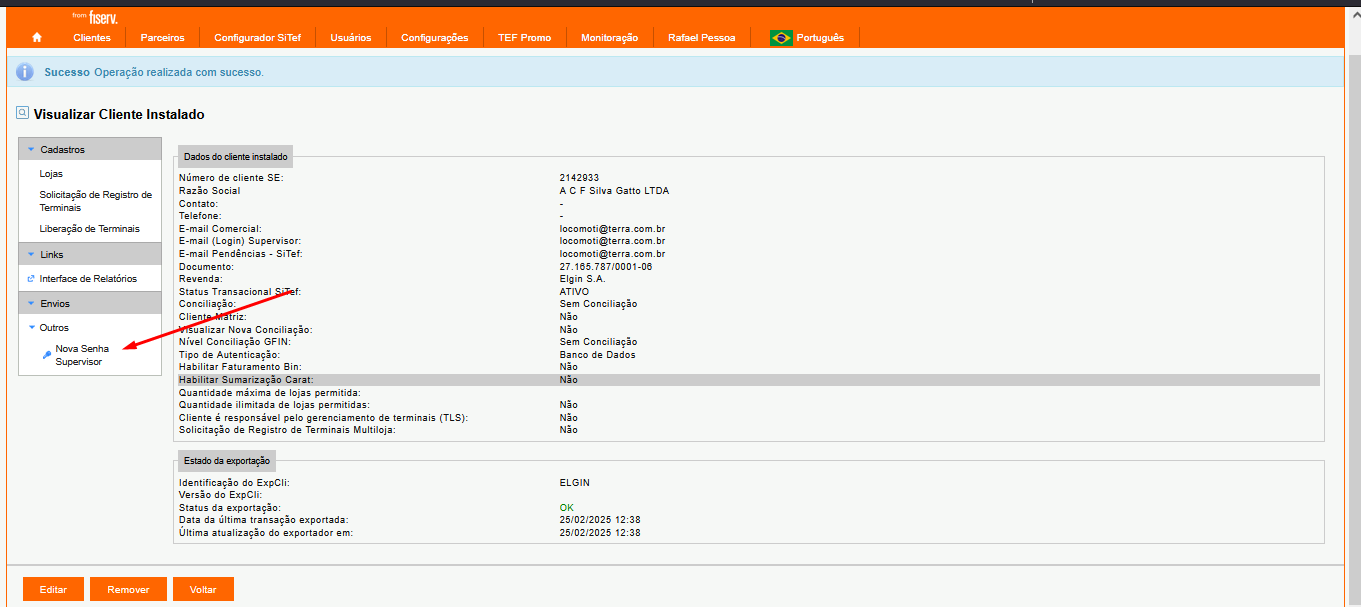 from fiserv.
Clientes Parceiros Configurador SiTef Usuários Configurações TEF Promo Monitoração Rafael Pessoa Português
Sucesso Operação realizada com sucesso.
Visualizar Cliente Instalado
Cadastros
Lojas
Solicitação de Registro de
Terminais
Liberação de Terminais
Links
Interface de Relatórios
Envios
Outros
Nova Senha
Supervisor
Dados do cliente instalado
Número de cliente SE: 2142933
Razão Social A C F Silva Gatto LTDA
Contato: -
Telefone: -
E-mail Comercial: locomoti@terra.com.br
E-mail (Login) Supervisor: locomoti@terra.com.br
E-mail Pendências - SiTef: locomoti@terra.com.br
Documento: 27.165.787/0001-06
Revenda: Elgin S.A.
Status Transacional SiTef: ATIVO
Conciliação: Sem Conciliação
Cliente Matriz: Não
Visualizar Nova Conciliação: Não
Nível Conciliação GFIN: Sem Conciliação
Tipo de Autenticação: Banco de Dados
Habilitar Faturamento Bin: Não
Habilitar Sumarização Carat: Não
Quantidade máxima de lojas permitida:
Quantidade ilimitada de lojas permitidas: Não
Cliente é responsável pelo gerenciamento de terminais (TLS): Não
Solicitação de Registro de Terminais Multiloja: Não
Estado da exportação
Identificação do ExpCli: ELGIN
Versão do ExpCli:
Status da exportação: OK
Data da última transação exportada: 25/02/2025 12:38
Última atualização do exportador em: 25/02/2025 12:38
Editar Remover Voltar